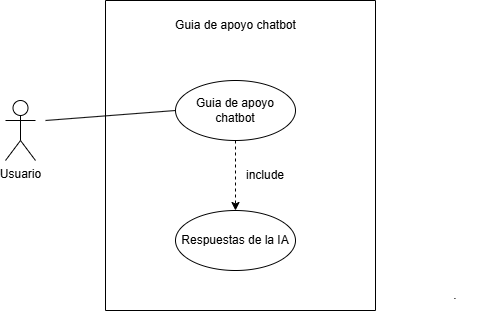 Guia de apoyo chatbot
Guia de apoyo
chatbot
Usuario
include
Respuestas de la IA
.